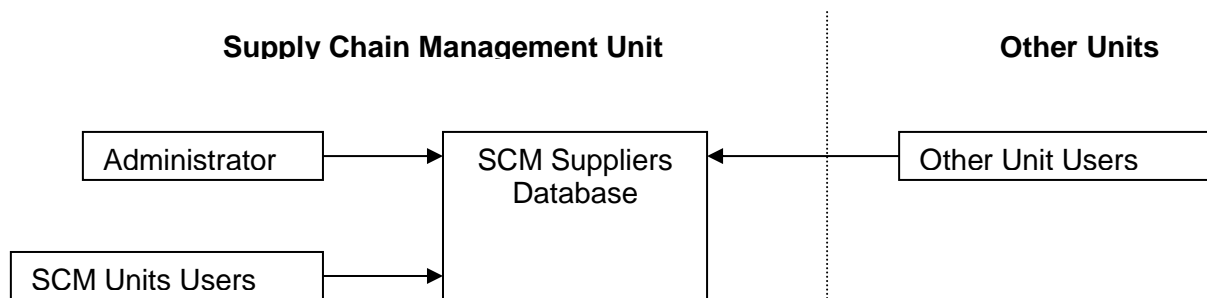 Supply Chain Management Unit
Other Units
Administrator
SCM Suppliers
Database
Other Unit Users
SCM Units Users